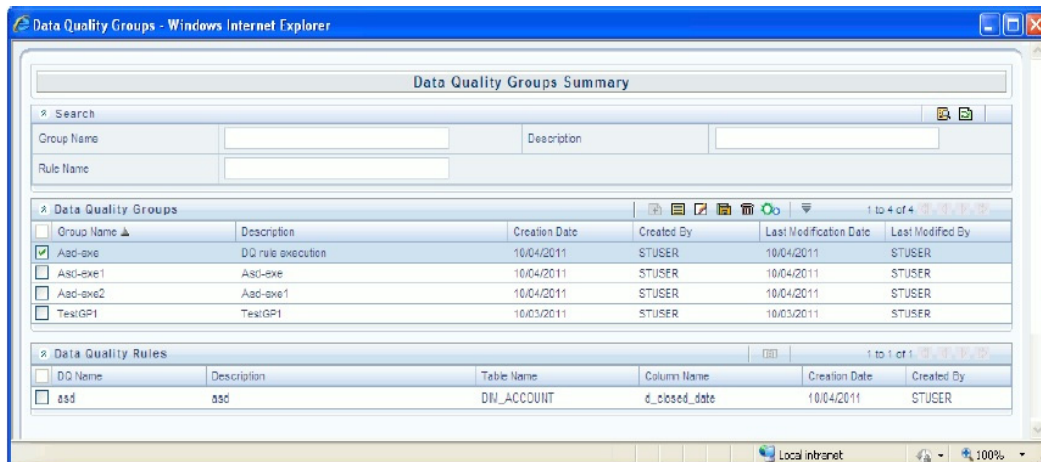 Data Quality Groups - Windows Internet Explorer
Data Quality Groups Summary
Search
Group Name Description
Rule Name
Data Quality Groups 1 to 4 of 4
Group Name Description Creation Date Created By Last Modification Date Last Modified By
Asd-exe DQ rule execution 10/04/2011 STUSER 10/04/2011 STUSER
Asd-exe1 Asd-exe 10/04/2011 STUSER 10/04/2011 STUSER
Asd-exe2 Asd-exe1 10/04/2011 STUSER 10/04/2011 STUSER
TestGP1 TestGP1 10/03/2011 STUSER 10/03/2011 STUSER
Data Quality Rules 1 to 1 of 1
DQ Name Description Table Name Column Name Creation Date Created By
asd asd DIM_ACCOUNT d_closed_date 10/04/2011 STUSER
Local intranet 100%